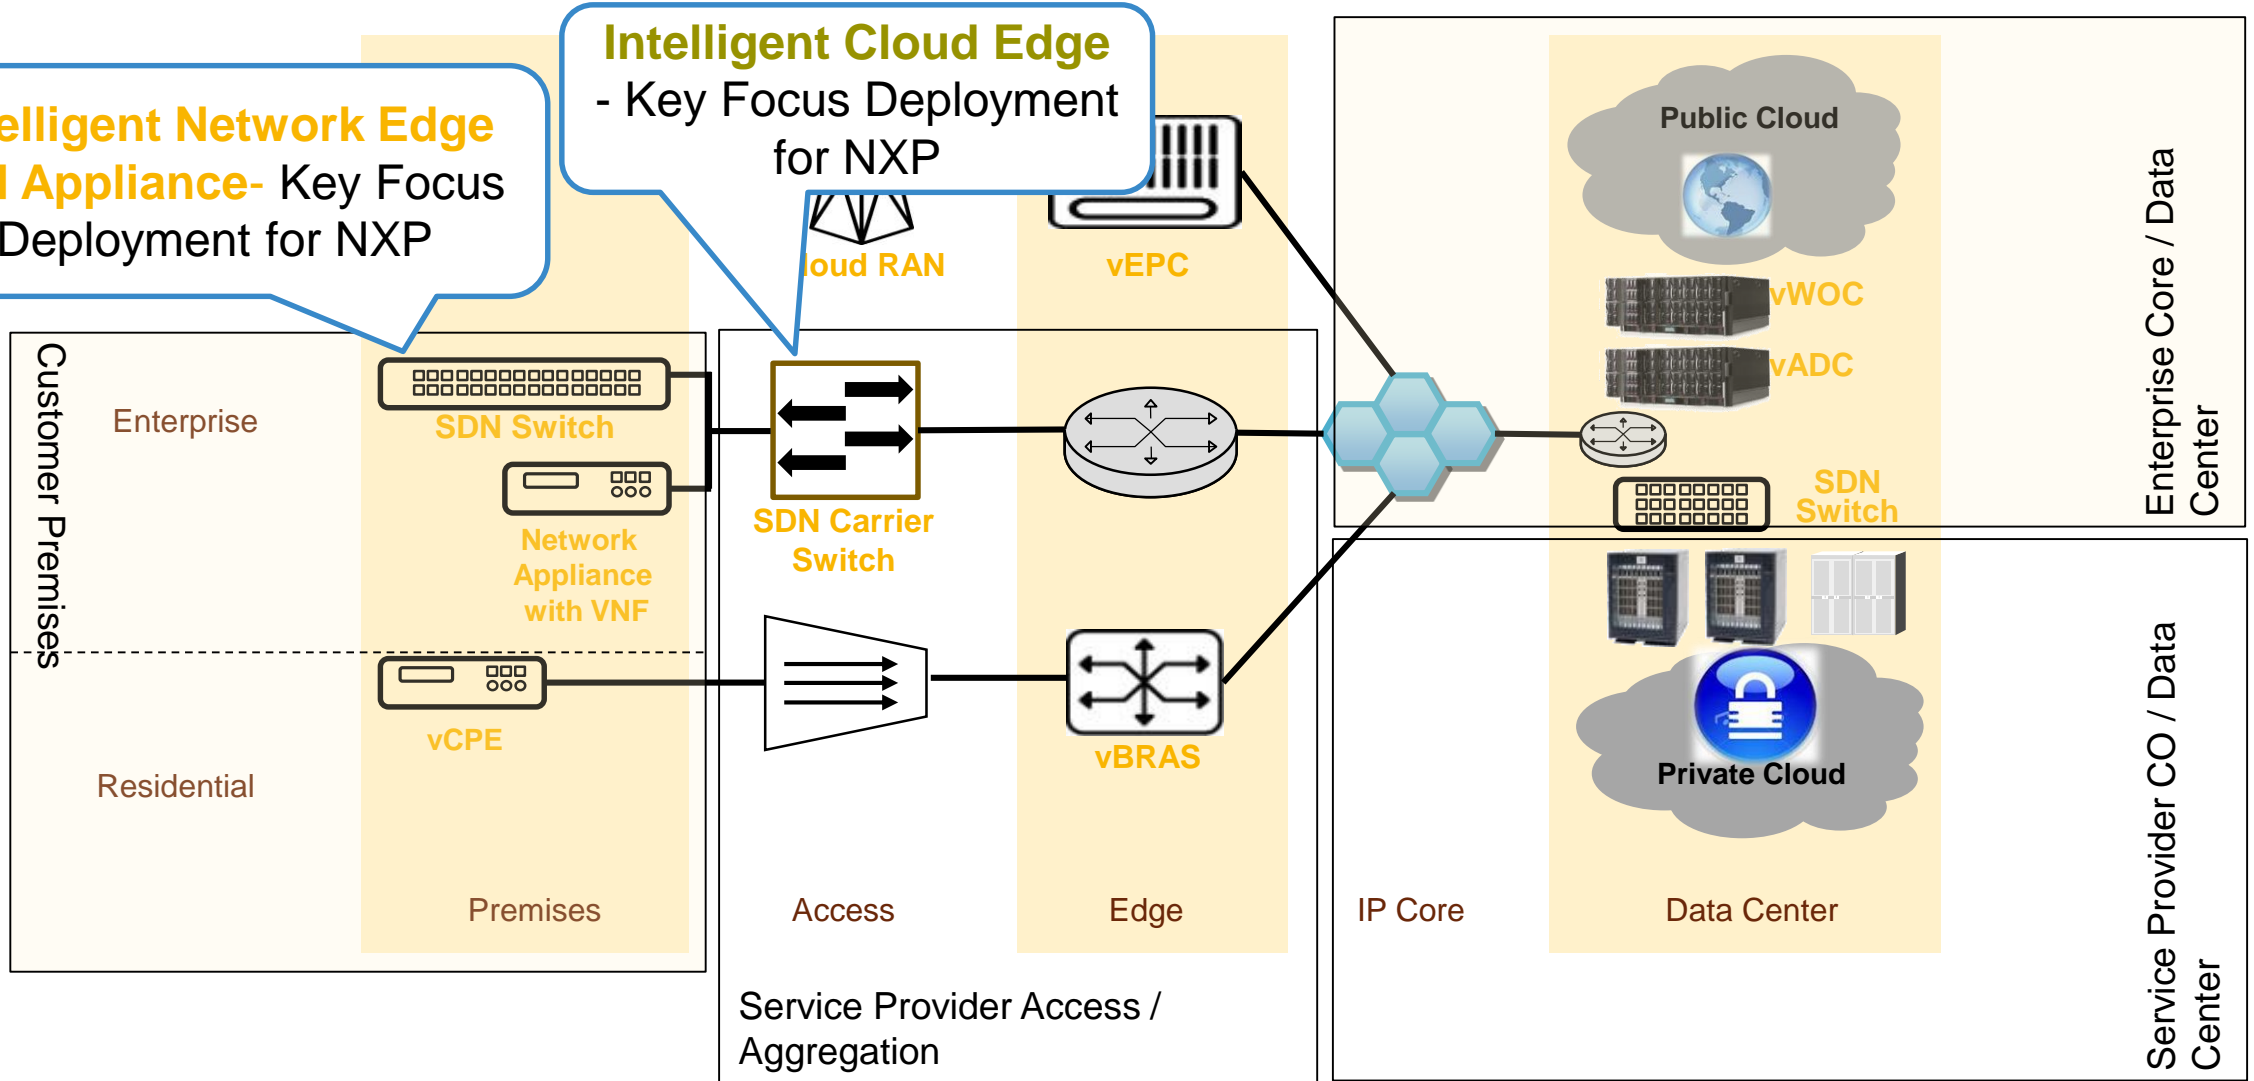 Intelligent Cloud Edge
- Key Focus Deployment
for NXP
Network Edge
Appliance- Key Focus
Deployment for NXP
Public Cloud
vWOC
vADC
SDN
Switch
Private Cloud
Enterprise Core / Data
Center
Service Provider CO / Data
Center
RAN
vEPC
Customer Premises
Enterprise
SDN Switch
Network
Appliance
with VNF
SDN Carrier
Switch
vCPE
vBRAS
Residential
Premises
Access
Edge
IP Core
Data Center
Service Provider Access /
Aggregation